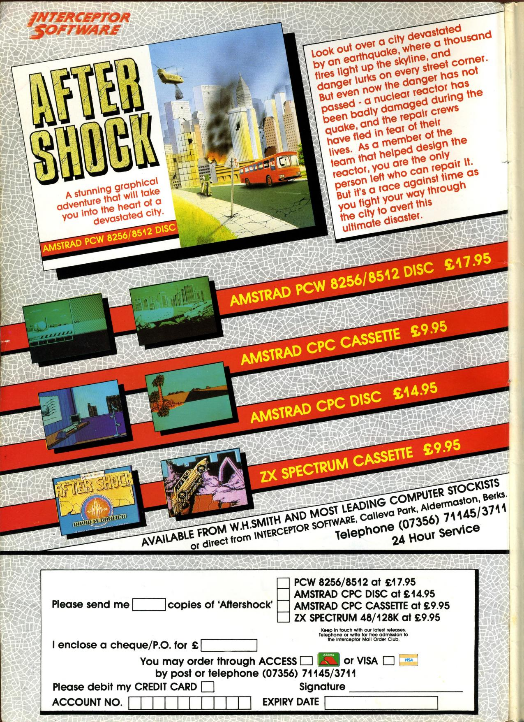 INTERCEPTOR
SOFTWARE
AFTER
SHOCK
A stunning graphical
adventure that will take
you into the heart of a
devastated city.
AMSTRAD PCW 8256/8512 DISC
Look out over a city devastated
by an earthquake, where a thousand
fires light up the skyline, and
danger lurks on every street corner.
But even now the danger has not
passed - a nuclear reactor has
been badly damaged during the
quake, and the repair crews
have fled in fear of their
lives. As a member of the
team that helped design the
reactor, you are the only
person left who can repair it.
But it's a race against time as
you fight your way through
the city to avert this
ultimate disaster.
AMSTRAD PCW 8256/8512 DISC £17.95
AMSTRAD CPC CASSETTE £9.95
AMSTRAD CPC DISC £14.95
ZX SPECTRUM CASSETTE £9.95
AFTER SHOCK
AVAILABLE FROM W.H.SMITH AND MOST LEADING COMPUTER STOCKISTS
or direct from INTERCEPTOR SOFTWARE, Calleva Park, Aldermaston, Berks.
Telephone (07356) 71145/3711
24 Hour Service
Please send me copies of 'Aftershock'
PCW 8256/8512 at £17.95
AMSTRAD CPC DISC at £14.95
AMSTRAD CPC CASSETTE at £9.95
ZX SPECTRUM 48/128K at £9.95
Keep in touch with our latest releases.
Telephone or write for free admission to
the Interceptor Mail Order Club.
I enclose a cheque/P.O. for £
You may order through ACCESS or VISA
VISA
by post or telephone (07356) 71145/3711
Please debit my CREDIT CARD
Signature
ACCOUNT NO.
EXPIRY DATE